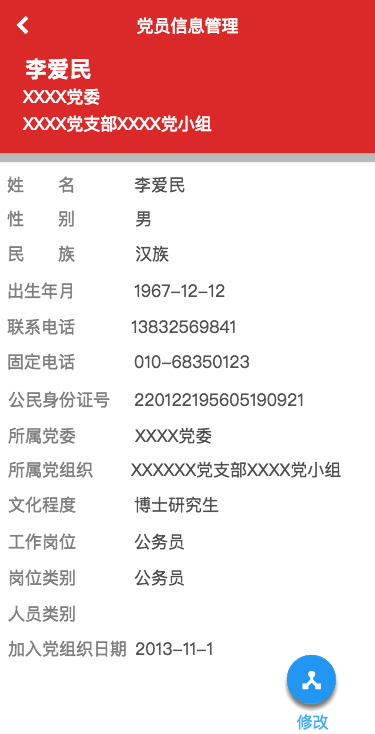 党员信息管理
李爱民
XXXX党委
XXXX党支部XXXX党小组
姓 名 李爱民
性 别 男
民 族 汉族
出生年月 1967-12-12
联系电话 13832569841
固定电话 010-68350123
公民身份证号 220122195605190921
所属党委 XXXX党委
所属党组织 XXXXXX党支部XXXX党小组
文化程度 博士研究生
工作岗位 公务员
岗位类别 公务员
人员类别
加入党组织日期 2013-11-1
修改